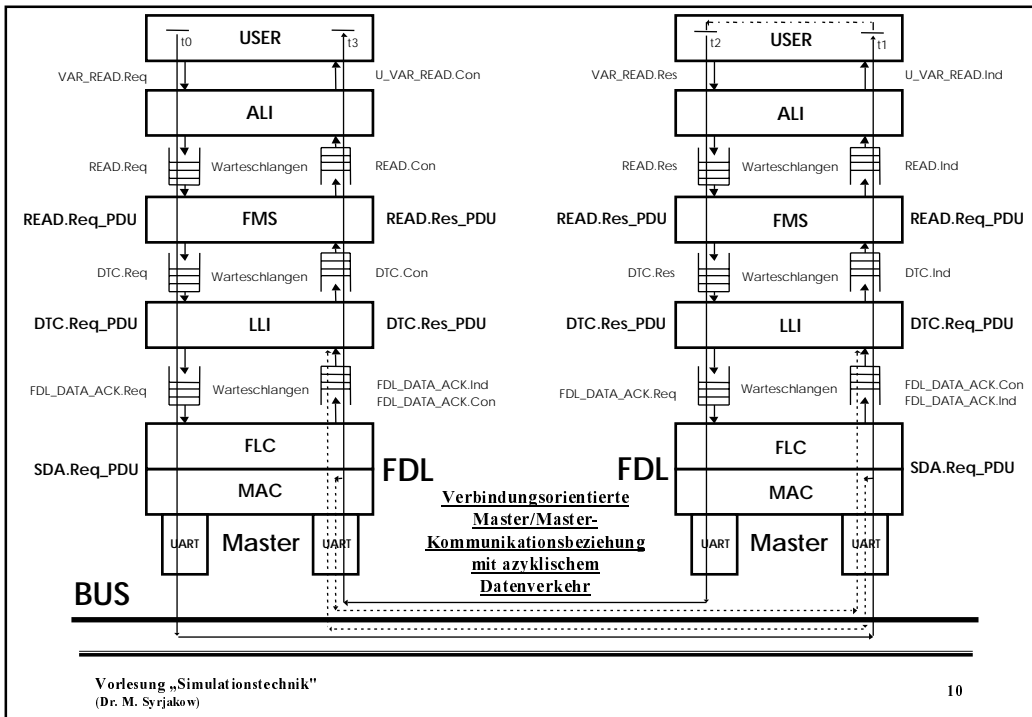 t0 USER t3
t2 USER t1
VAR_READ.Req U_VAR_READ.Con
VAR_READ.Res U_VAR_READ.Ind
ALI
ALI
READ.Req Warteschlangen READ.Con
READ.Res Warteschlangen READ.Ind
READ.Req_PDU FMS READ.Res_PDU
READ.Res_PDU FMS READ.Req_PDU
DTC.Req Warteschlangen DTC.Con
DTC.Res Warteschlangen DTC.Ind
DTC.Req_PDU LLI DTC.Res_PDU
DTC.Res_PDU LLI DTC.Req_PDU
FDL_DATA_ACK.Req Warteschlangen FDL_DATA_ACK.Ind
FDL_DATA_ACK.Con
FDL_DATA_ACK.Req Warteschlangen FDL_DATA_ACK.Con
FDL_DATA_ACK.Ind
FLC
FLC
SDA.Req_PDU FDL
FDL SDA.Req_PDU
MAC
MAC
Verbindungsorientierte
Master/Master-
Kommunikationsbeziehung
mit azyklischem
Datenverkehr
UART Master UART
UART Master UART
BUS
Vorlesung „Simulationstechnik"
(Dr. M. Syrjakow)
10